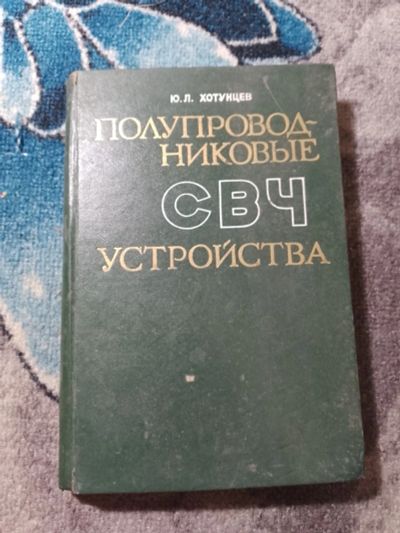 Ю.Л. ХОТУНЦЕВ
ПОЛУПРОВОД-
НИКОВЫЕ
СВЧ
УСТРОЙСТВА